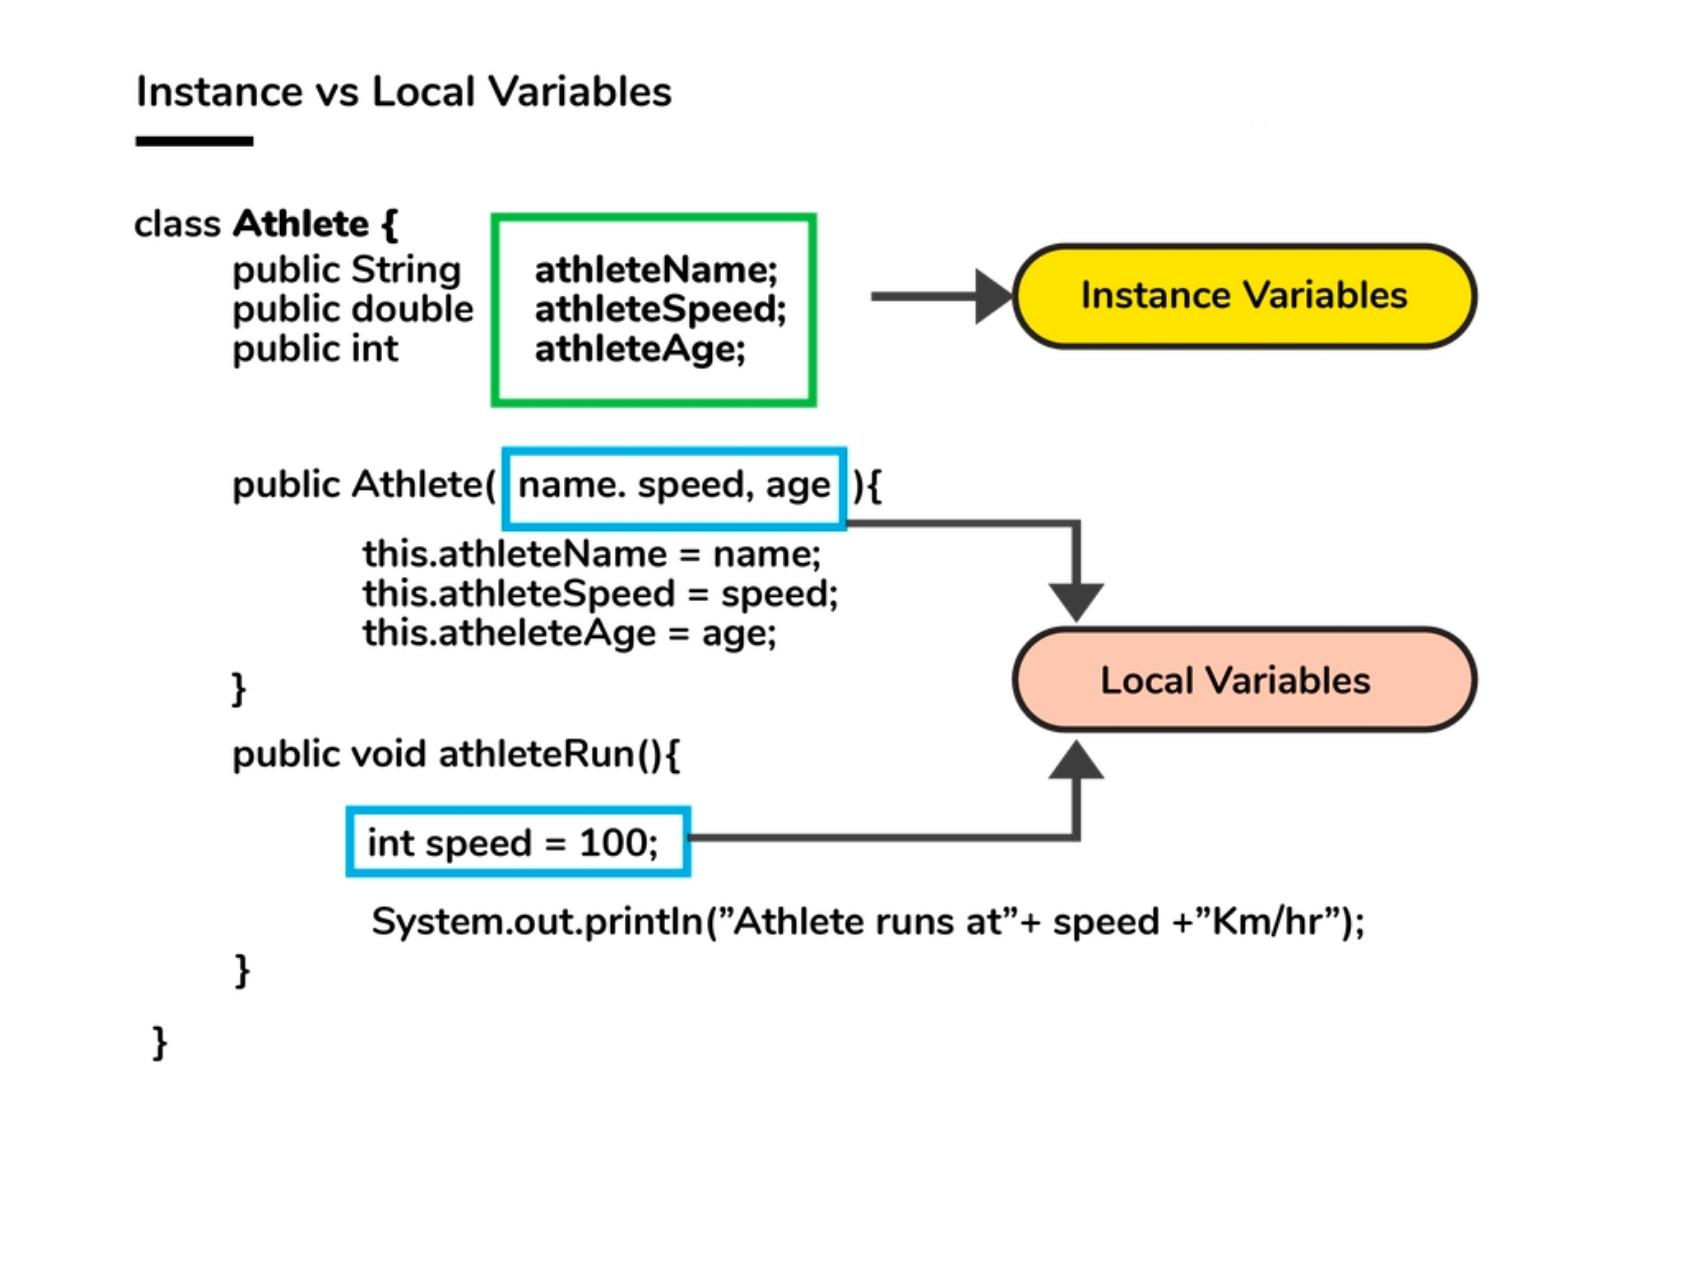 Instance vs Local Variables
class Athlete {
public String athleteName;
public double athleteSpeed;
public int athleteAge;
Instance Variables
public Athlete( name. speed, age ){
this.athleteName = name;
this.athleteSpeed = speed;
this.atheleteAge = age;
}
Local Variables
public void athleteRun(){
int speed = 100;
System.out.println(”Athlete runs at”+ speed +”Km/hr”);
}
}